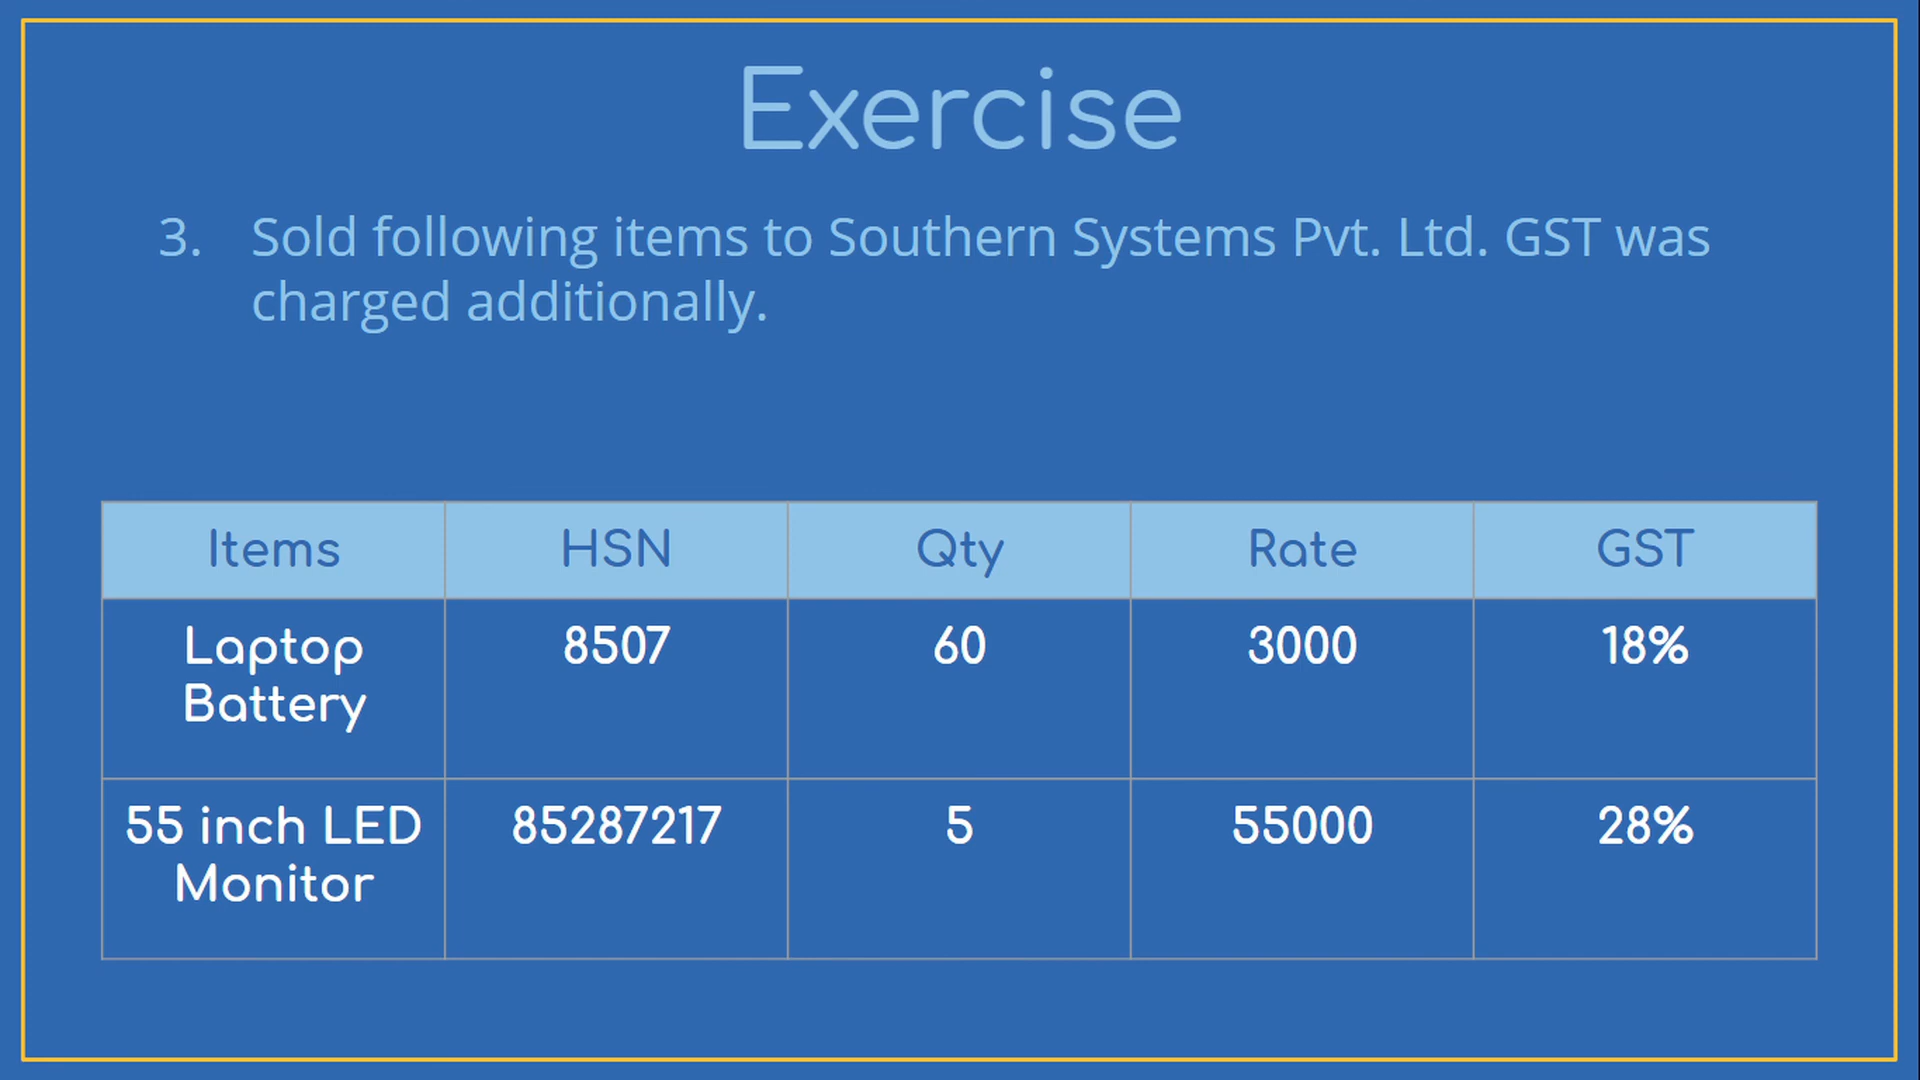 Exercise
3. Sold following items to Southern Systems Pvt. Ltd. GST was
charged additionally.
Items HSN Qty Rate GST
Laptop 8507 60 3000 18%
Battery
55 inch LED 85287217 5 55000 28%
Monitor